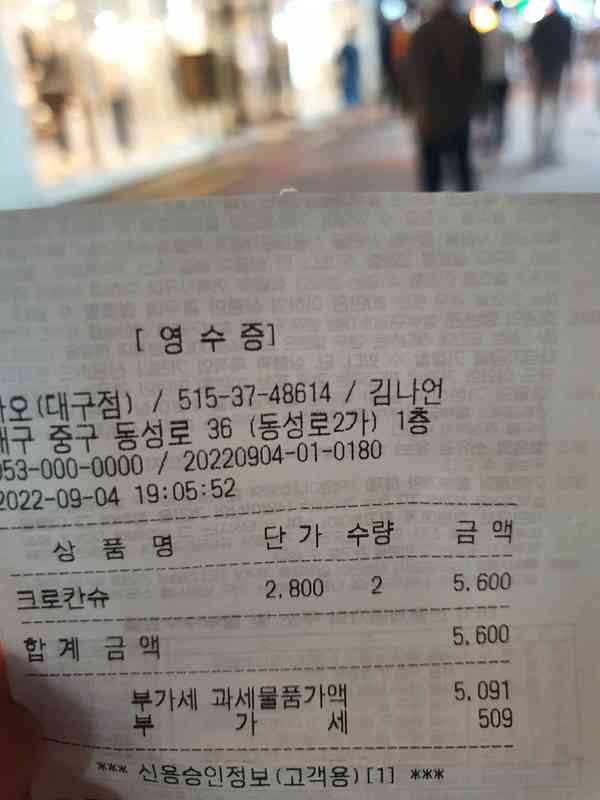 [ 영 수 증 ]
오(대구점) / 515-37-48614 / 김나언
대구 중구 동성로 36 (동성로2가) 1층
053-000-0000 / 20220904-01-0180
2022-09-04 19:05:52
상 품 명 단 가 수량 금 액
크로칸슈 2,800 2 5,600
합 계 금 액 5,600
부가세 과세물품가액 5,091
부 가 세 509
*** 신용승인정보(고객용) [1] ***